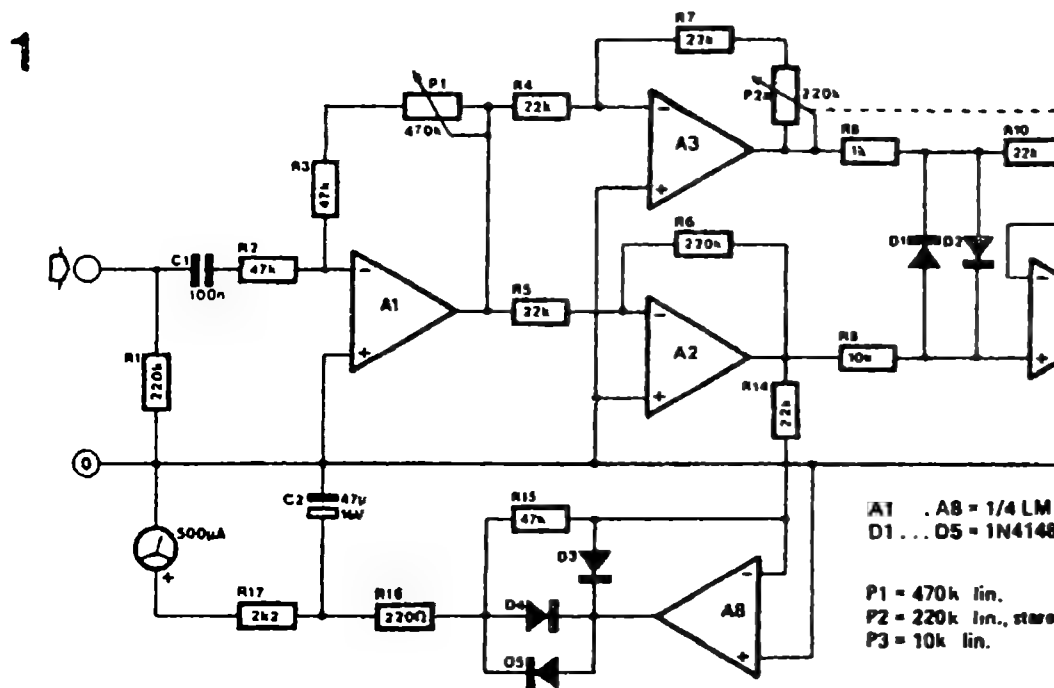 1
R7
22k
P1
470k
R4
22k
P2
220k
A3
R8
1k
R10
22k
R3
47k
R6
220k
D1
D2
C1
100n
R2
47k
A1
R5
22k
A2
10k
R1
220k
R14
22k
0
C2
47µ
16V
R15
47k
A1 . A8 = 1/4 LM
D1 ... D5 = 1N4148
500µA
+
D3
R17
2k2
R16
220Ω
D4
A8
P1 = 470k lin.
P2 = 220k lin., stere
P3 = 10k lin.
D5